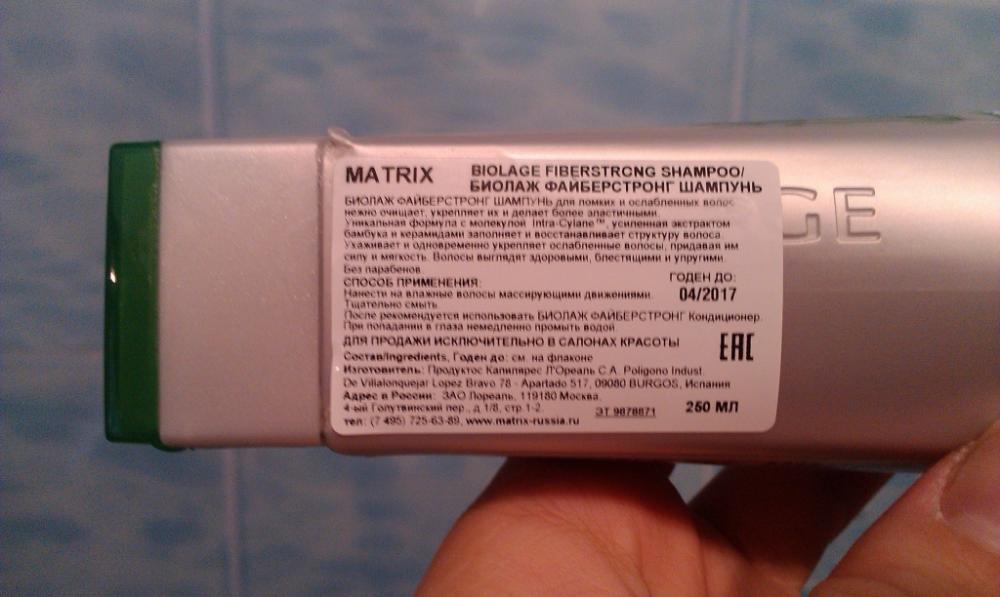 MATRIX
BIOLAGE FIBERSTRONG SHAMPOO/
БИОЛАЖ ФАЙБЕРСТРОНГ ШАМПУНЬ
БИОЛАЖ ФАЙБЕРСТРОНГ ШАМПУНЬ для ломких и ослабленных волос
нежно очищает, укрепляет их и делает более эластичными.
Уникальная формула с молекулой Intra-Cylane™, усиленная экстрактом
бамбука и керамидами заполняет и восстанавливает структуру волоса.
Ухаживает и одновременно укрепляет ослабленные волосы, придавая им
силу и мягкость. Волосы выглядят здоровыми, блестящими и упругими.
Без парабенов.
СПОСОБ ПРИМЕНЕНИЯ:
ГОДЕН ДО:
Нанести на влажные волосы массирующими движениями.
04/2017
Тщательно смыть.
После рекомендуется использовать БИОЛАЖ ФАЙБЕРСТРОНГ Кондиционер.
При попадании в глаза немедленно промыть водой.
ДЛЯ ПРОДАЖИ ИСКЛЮЧИТЕЛЬНО В САЛОНАХ КРАСОТЫ
EAC
Состав/Ingredients, Годен до: см. на флаконе
Изготовитель: Продуктос Капилярес Л'Ореаль С.А. Poligono Indust.
De Villalonquejar Lopez Bravo 78 - Apartado 517, 09080 BURGOS, Испания
Адрес в России: ЗАО Лореаль, 119180 Москва,
4-ый Голутвинский пер., д.1/8, стр.1-2.
ЭТ 9878871
250 МЛ
тел: (7 495) 725-63-89, www.matrix-russia.ru
GE